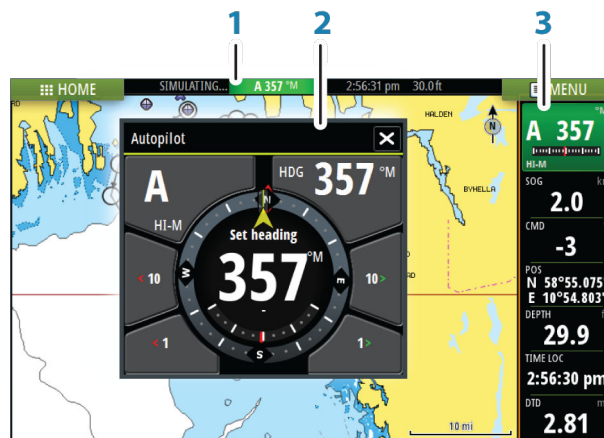 1 2 3
HOME SIMULATING... A 357 °M 2:56:31 pm 30.0ft MENU
HALDEN
N
BVHELLA
Autopilot X
A HI-M
HDG 357 °M
N
Set heading
357 °M
-
W E
S
< 10 10 >
< 1 1 >
10 mi
°M
A 357
HI-M
SOG kn
2.0
CMD
-3
POS
N 58°55.075'
E 10°54.803'
DEPTH f
29.9
TIME LOC
2:56:30 pm
DTD m
2.81